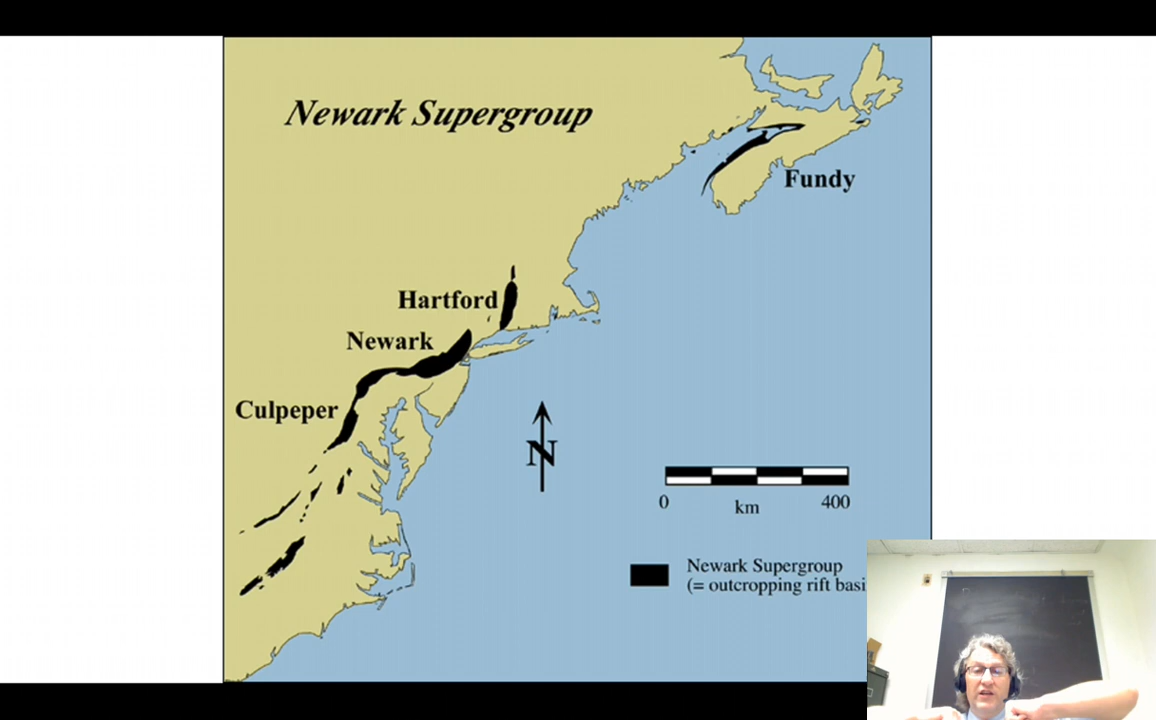 Newark Supergroup
Fundy
Hartford
Newark
Culpeper
N
0
400
km
Newark Supergroup
(= outcropping rift basi